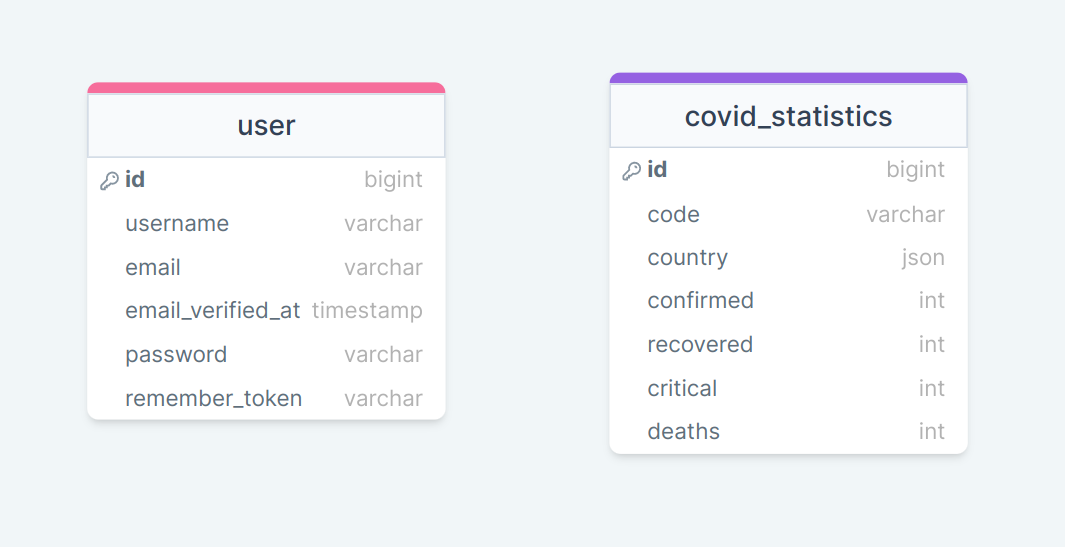 user
id bigint
username varchar
email varchar
email_verified_at timestamp
password varchar
remember_token varchar
covid_statistics
id bigint
code varchar
country json
confirmed int
recovered int
critical int
deaths int